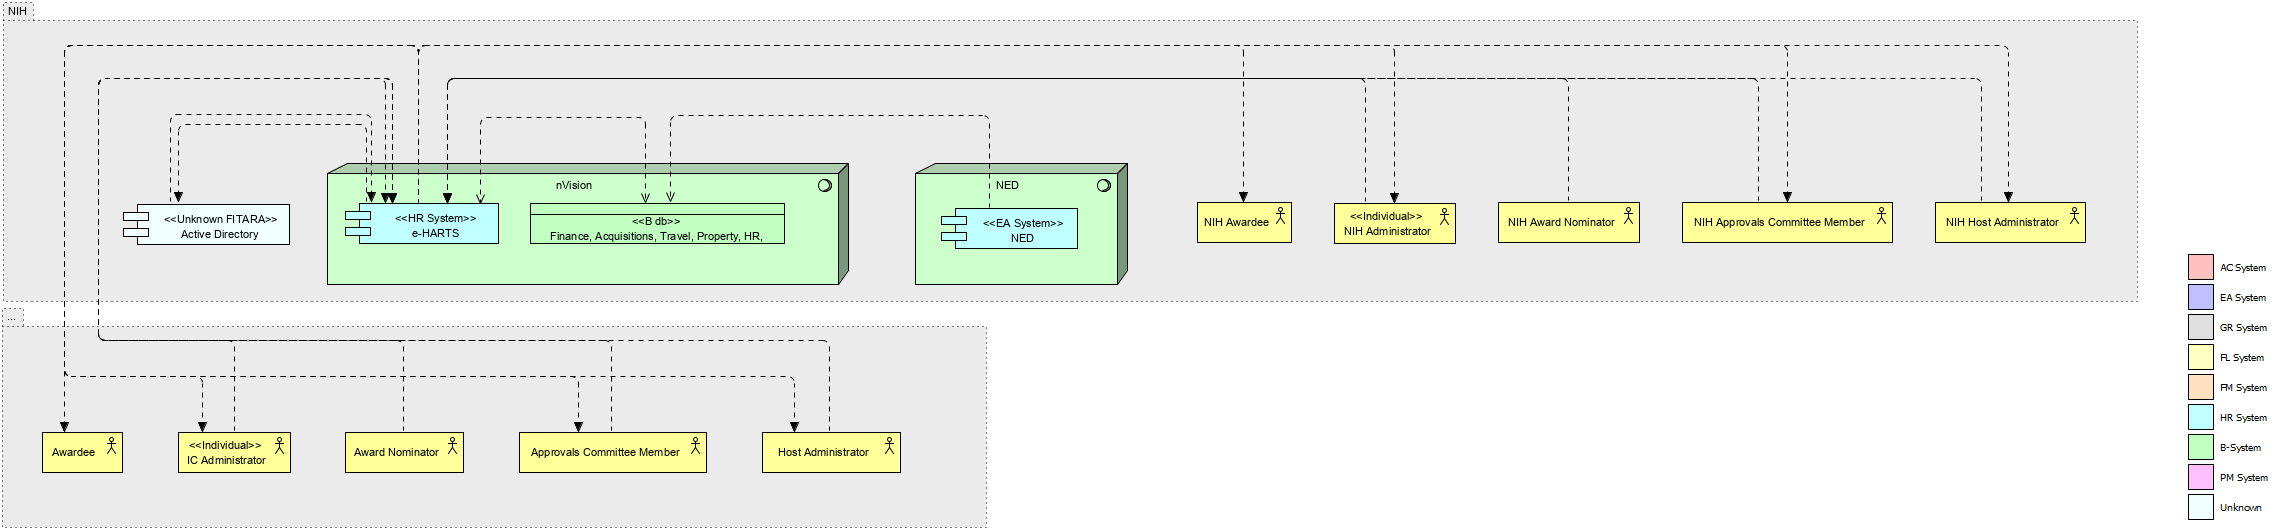 NIH
nVision
NED
<<Unknown FITARA>>
Active Directory
<<HR System>>
e-HARTS
<<B db>>
Finance, Acquisitions, Travel, Property, HR,
<<EA System>>
NED
NIH Awardee
<<Individual>>
NIH Administrator
NIH Award Nominator
NIH Approvals Committee Member
NIH Host Administrator
...
Awardee
<<Individual>>
IC Administrator
Award Nominator
Approvals Committee Member
Host Administrator
AC System
EA System
GR System
FL System
FM System
HR System
B-System
PM System
Unknown